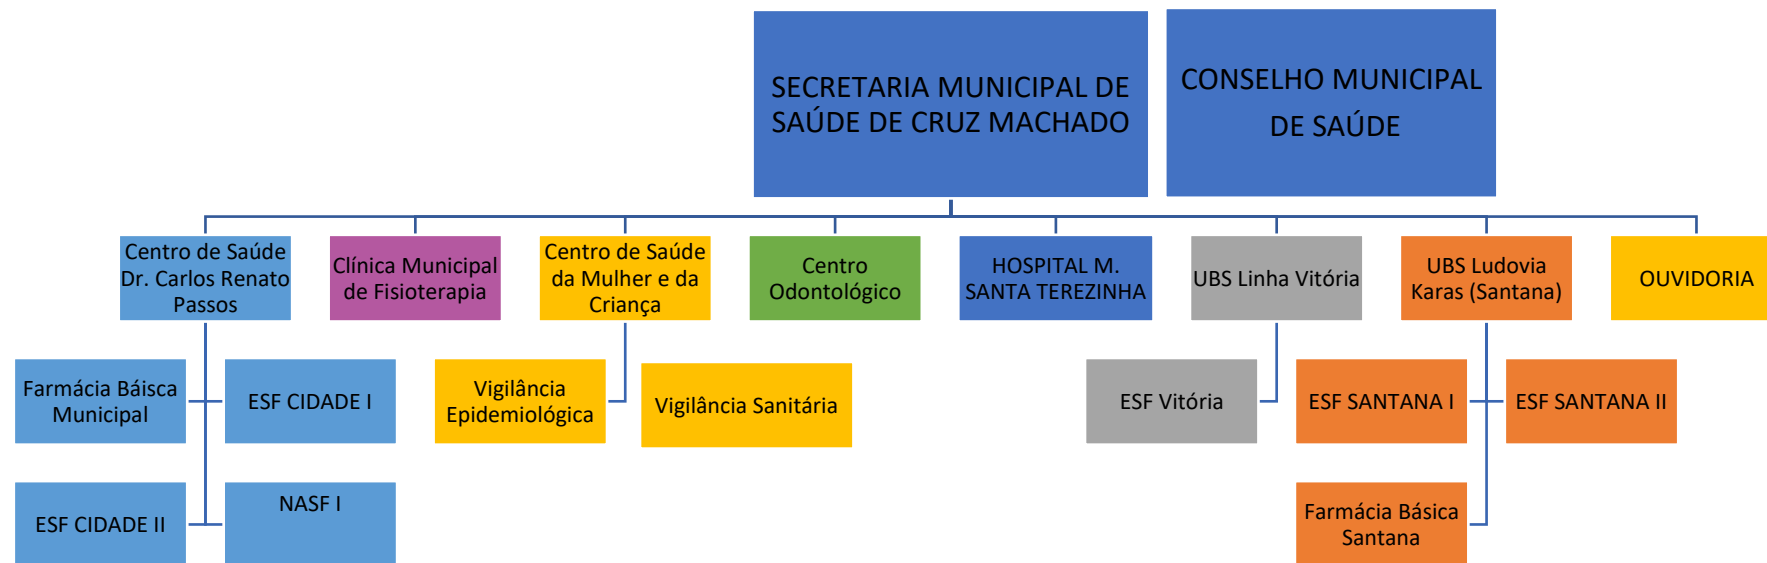 SECRETARIA MUNICIPAL DE
SAÚDE DE CRUZ MACHADO
CONSELHO MUNICIPAL
DE SAÚDE
Centro de Saúde
Dr. Carlos Renato
Passos
Clínica Municipal
de Fisioterapia
Centro de Saúde
da Mulher e da
Criança
Centro
Odontológico
HOSPITAL M.
SANTA TEREZINHA
UBS Linha Vitória
UBS Ludovia
Karas (Santana)
OUVIDORIA
Farmácia Báisca
Municipal
ESF CIDADE I
Vigilância
Epidemiológica
Vigilância Sanitária
ESF Vitória
ESF SANTANA I
ESF SANTANA II
ESF CIDADE II
NASF I
Farmácia Básica
Santana